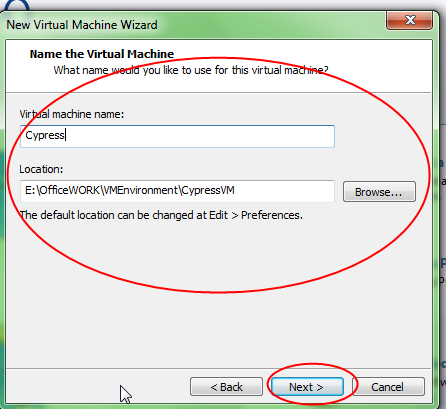 New Virtual Machine Wizard
Name the Virtual Machine
What name would you like to use for this virtual machine?
Virtual machine name:
Cypress
Location:
E:\OfficeWORK\VMEnvironment\CypressVM
Browse...
The default location can be changed at Edit > Preferences.
< Back
Next >
Cancel